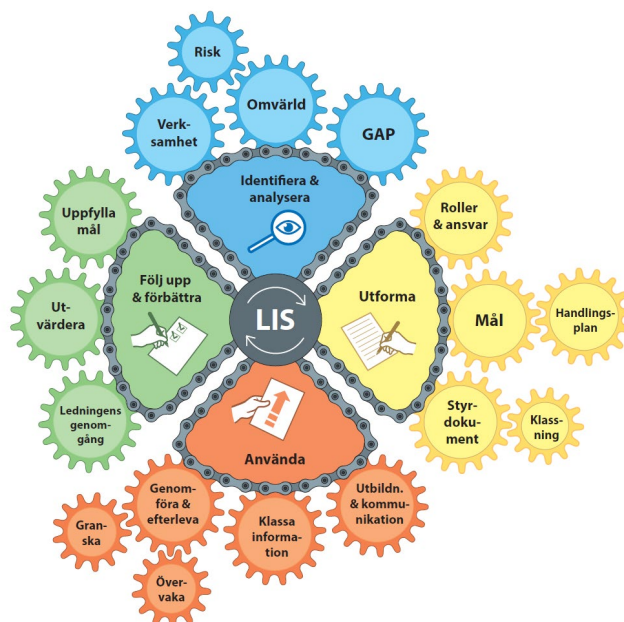 Risk
Omvärld
Verk-
samhet
GAP
Identifiera &
analysera
Uppfylla
mål
Roller
& ansvar
Följ upp
& förbättra
Utforma
Ut-
värdera
LIS
Mål
Handlings-
plan
Ledningens
genom-
gång
Styr-
doku-
ment
Klass-
ning
Använda
Genom-
föra &
efterleva
Utbildn.
& kommu-
nikation
Gran-
ska
Klassa
informa-
tion
Över-
vaka